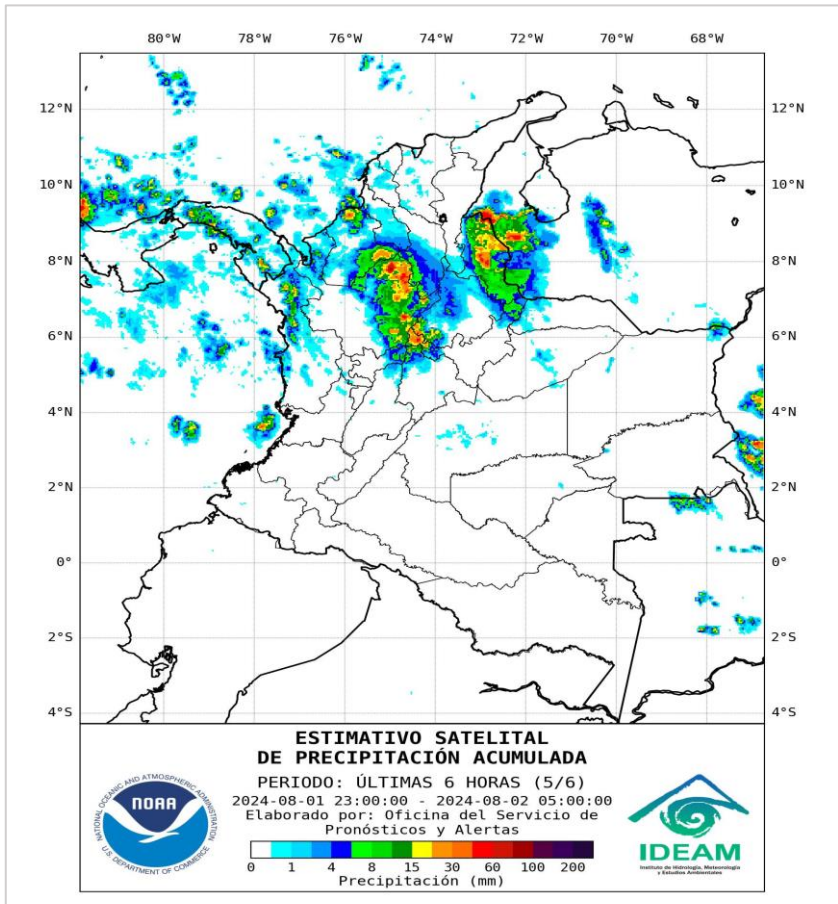 80°W 78°W 76°W 74°W 72°W 70°W 68°W
12°N 12°N
10°N 10°N
8°N 8°N
6°N 6°N
4°N 4°N
2°N 2°N
0° 0°
2°S 2°S
4°S 4°S
ESTIMATIVO SATELITAL
DE PRECIPITACIÓN ACUMULADA
PERIODO: ÚLTIMAS 6 HORAS (5/6)
2024-08-01 23:00:00 - 2024-08-02 05:00:00
Elaborado por: Oficina del Servicio de
Pronósticos y Alertas
0 1 4 8 15 30 60 100 200
Precipitación (mm)
NATIONAL OCEANIC AND ATMOSPHERIC ADMINISTRATION
NOAA
U.S. DEPARTMENT OF COMMERCE
IDEAM
Instituto de Hidrología, Meteorología
y Estudios Ambientales